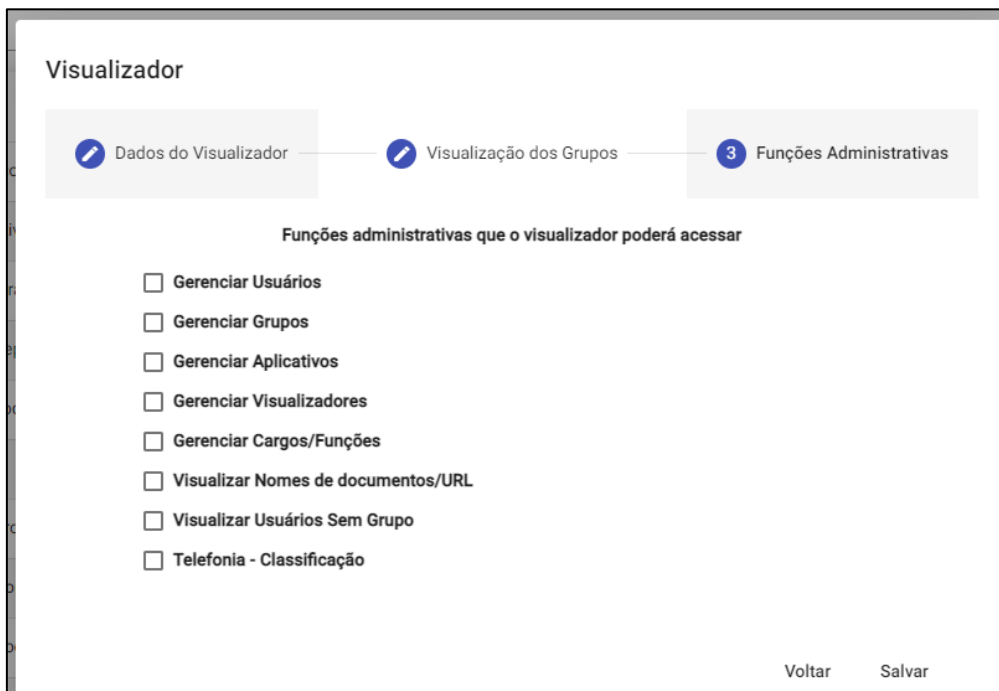 Visualizador
Dados do Visualizador
Visualização dos Grupos
3 Funções Administrativas
Funções administrativas que o visualizador poderá acessar
Gerenciar Usuários
Gerenciar Grupos
Gerenciar Aplicativos
Gerenciar Visualizadores
Gerenciar Cargos/Funções
Visualizar Nomes de documentos/URL
Visualizar Usuários Sem Grupo
Telefonia - Classificação
Voltar Salvar